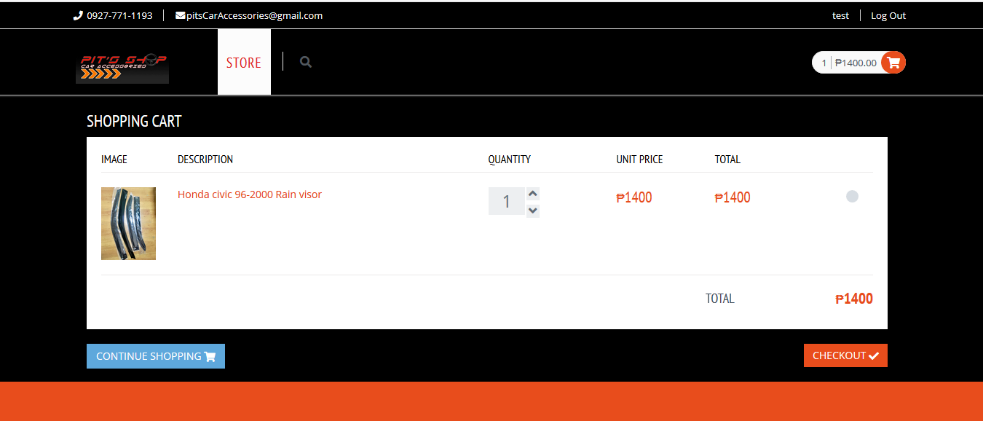 0927-771-1193 pitsCarAccessories@gmail.com test Log Out
PIT'S SHOP
CAR ACCESSORIES
STORE 1 ₱1400.00
SHOPPING CART
IMAGE DESCRIPTION QUANTITY UNIT PRICE TOTAL
Honda civic 96-2000 Rain visor 1 ₱1400 ₱1400
TOTAL ₱1400
CONTINUE SHOPPING CHECKOUT